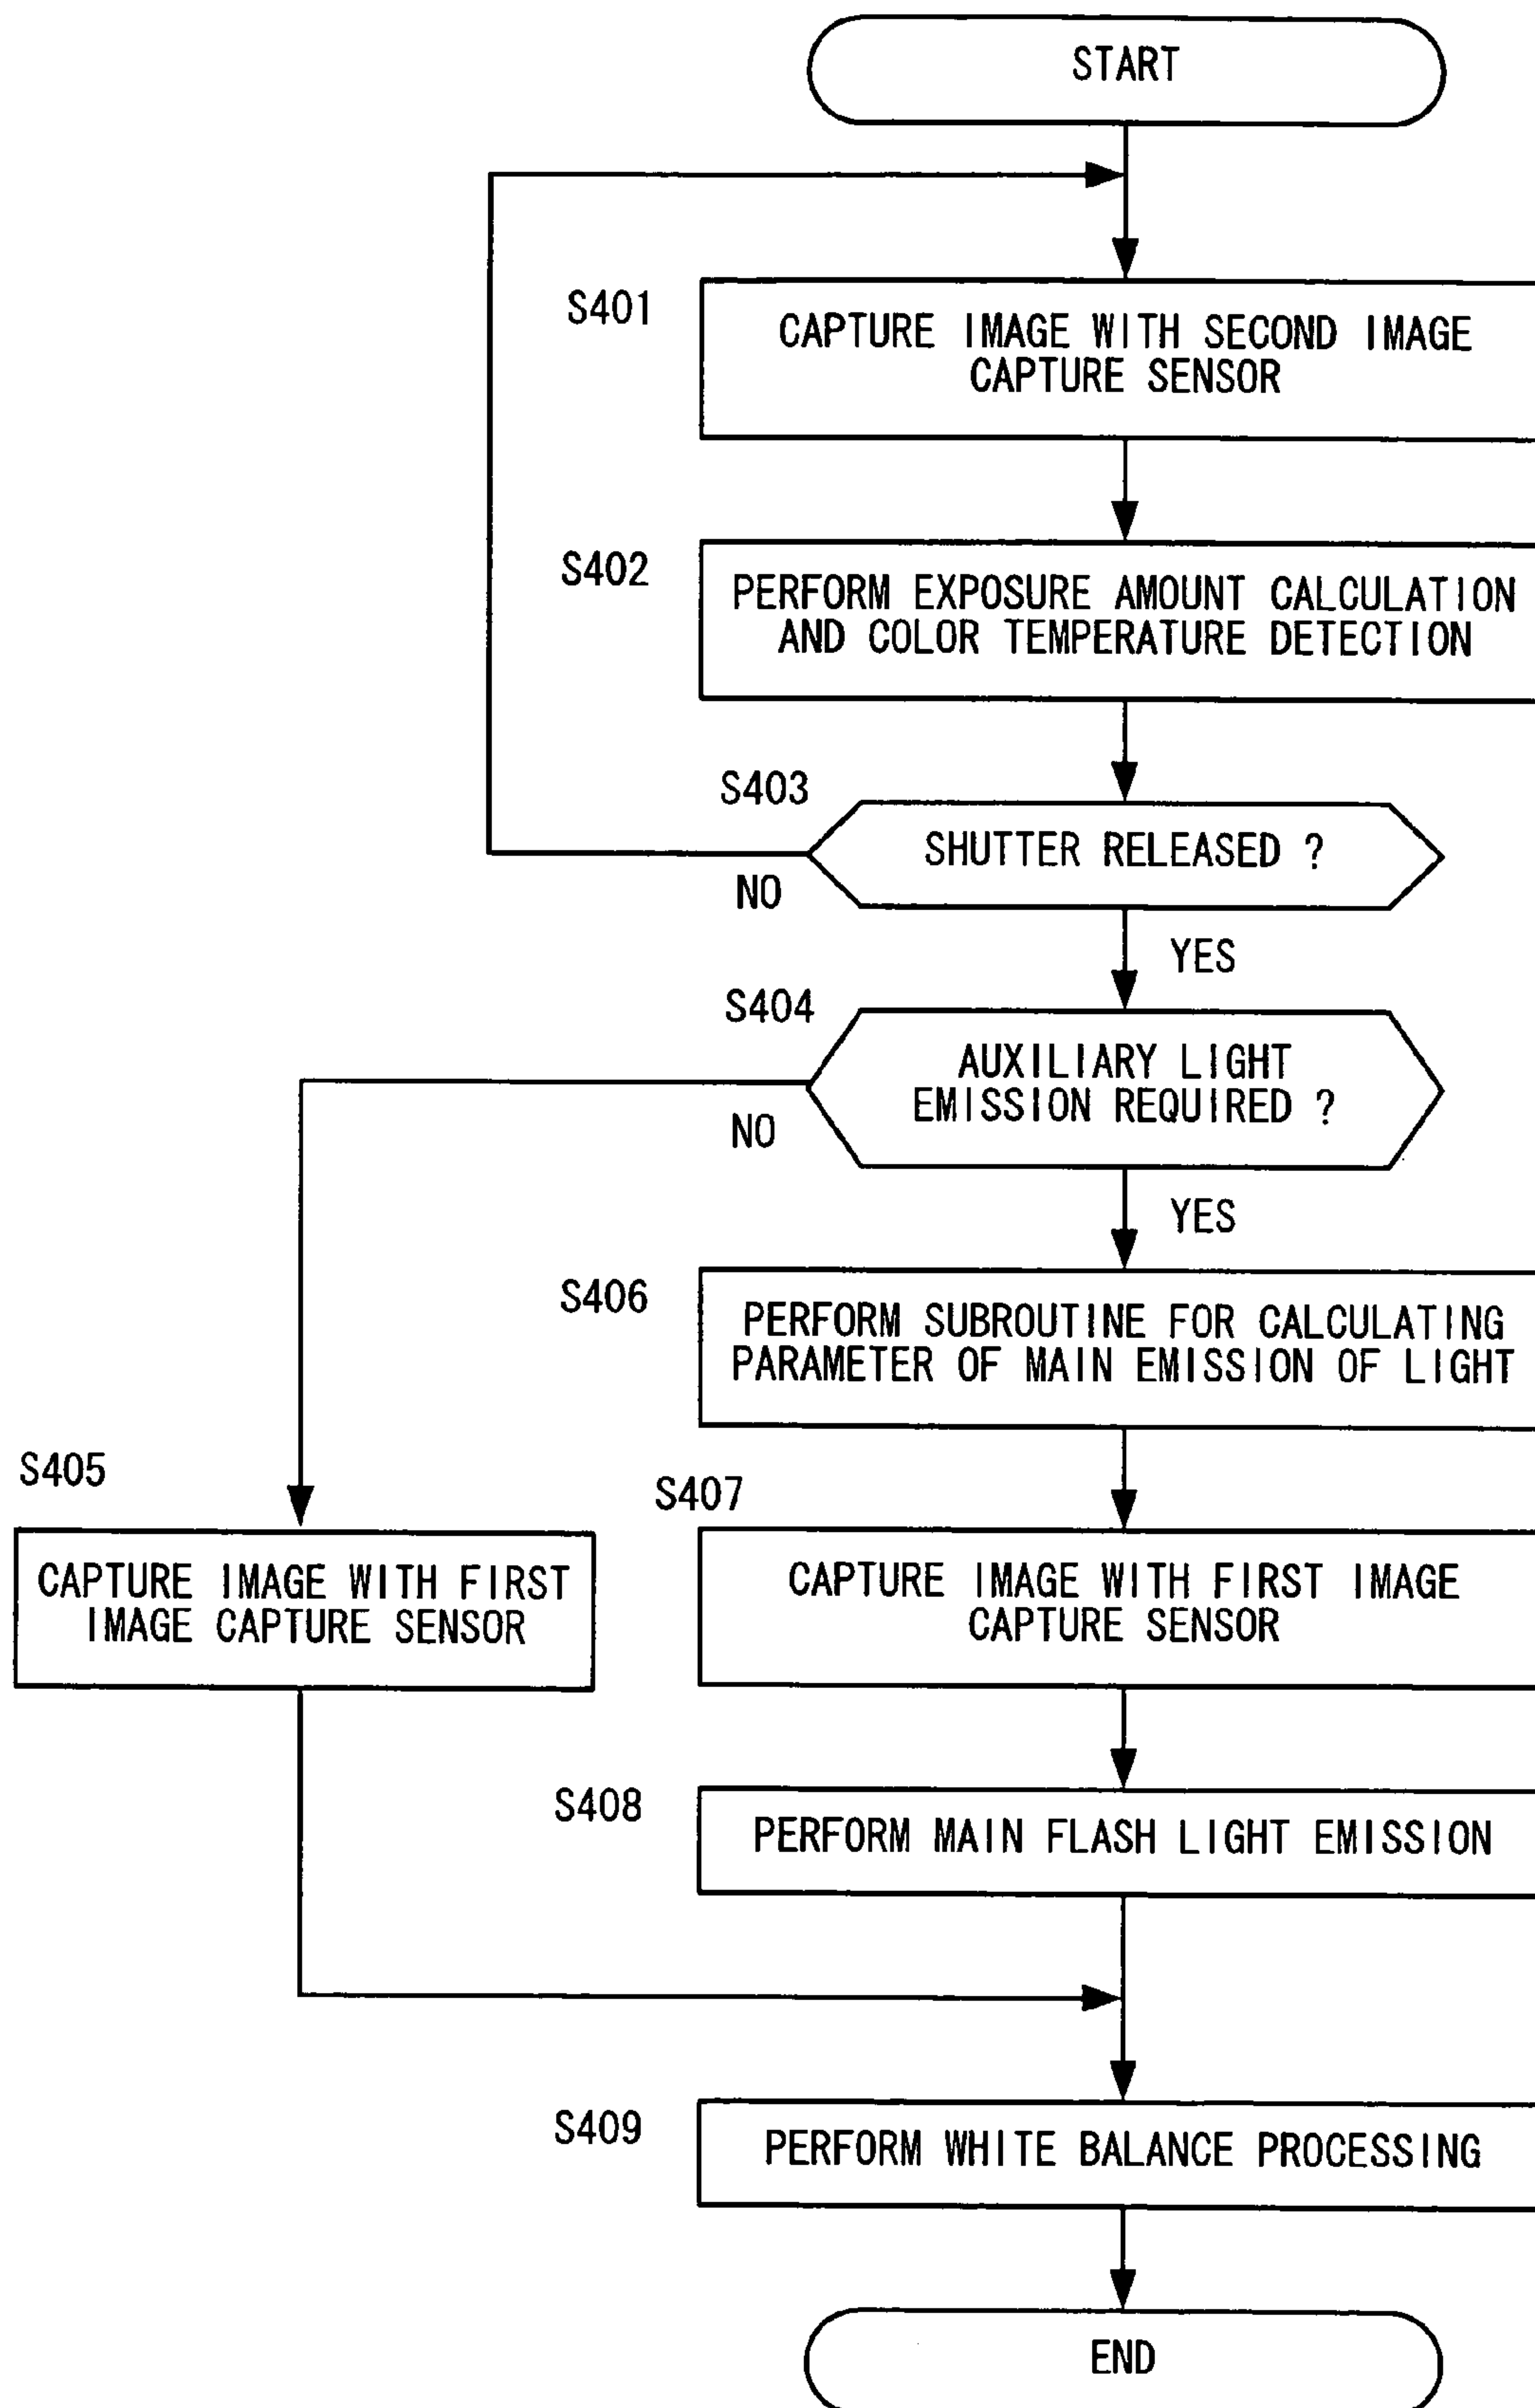 START
S401
CAPTURE IMAGE WITH SECOND IMAGE
CAPTURE SENSOR
S402
PERFORM EXPOSURE AMOUNT CALCULATION
AND COLOR TEMPERATURE DETECTION
S403
SHUTTER RELEASED ?
NO
YES
S404
AUXILIARY LIGHT
EMISSION REQUIRED ?
NO
YES
S406
PERFORM SUBROUTINE FOR CALCULATING
PARAMETER OF MAIN EMISSION OF LIGHT
S405
CAPTURE IMAGE WITH FIRST
IMAGE CAPTURE SENSOR
S407
CAPTURE IMAGE WITH FIRST IMAGE
CAPTURE SENSOR
S408
PERFORM MAIN FLASH LIGHT EMISSION
S409
PERFORM WHITE BALANCE PROCESSING
END